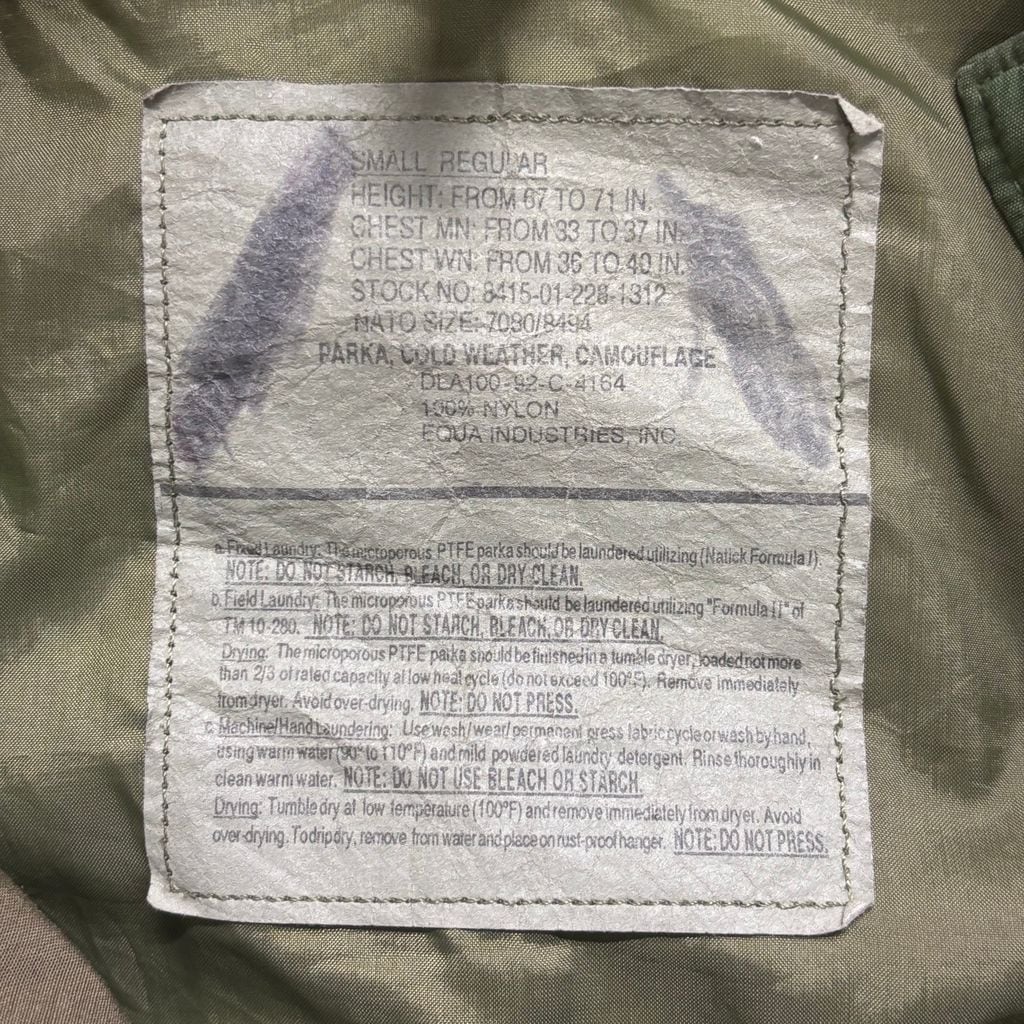 SMALL REGULAR
HEIGHT: FROM 67 TO 71 IN.
CHEST MN: FROM 33 TO 37 IN.
CHEST WN: FROM 36 TO 40 IN.
STOCK NO: 8415-01-228-1312
NATO SIZE: 7080/8494
PARKA, COLD WEATHER, CAMOUFLAGE
DLA100-92-C-4164
100% NYLON
EQUA INDUSTRIES, INC.
a. Fixed Laundry: The microporous PTFE parka should be laundered utilizing (Natick Formula I).
NOTE: DO NOT STARCH, BLEACH, OR DRY CLEAN.
b. Field Laundry: The microporous PTFE parka should be laundered utilizing "Formula II" of
TM 10-280. NOTE: DO NOT STARCH, BLEACH, OR DRY CLEAN.
Drying: The microporous PTFE parka should be finished in a tumble dryer, loaded not more
than 2/3 of rated capacity at low heat cycle (do not exceed 100°F). Remove immediately
from dryer. Avoid over-drying. NOTE: DO NOT PRESS.
c. Machine/Hand Laundering: Use wash/wear/permanent press fabric cycle or wash by hand,
using warm water (90° to 110°F) and mild powdered laundry detergent. Rinse thoroughly in
clean warm water. NOTE: DO NOT USE BLEACH OR STARCH.
Drying: Tumble dry at low temperature (100°F) and remove immediately from dryer. Avoid
over-drying. To drip dry, remove from water and place on rust-proof hanger. NOTE: DO NOT PRESS.